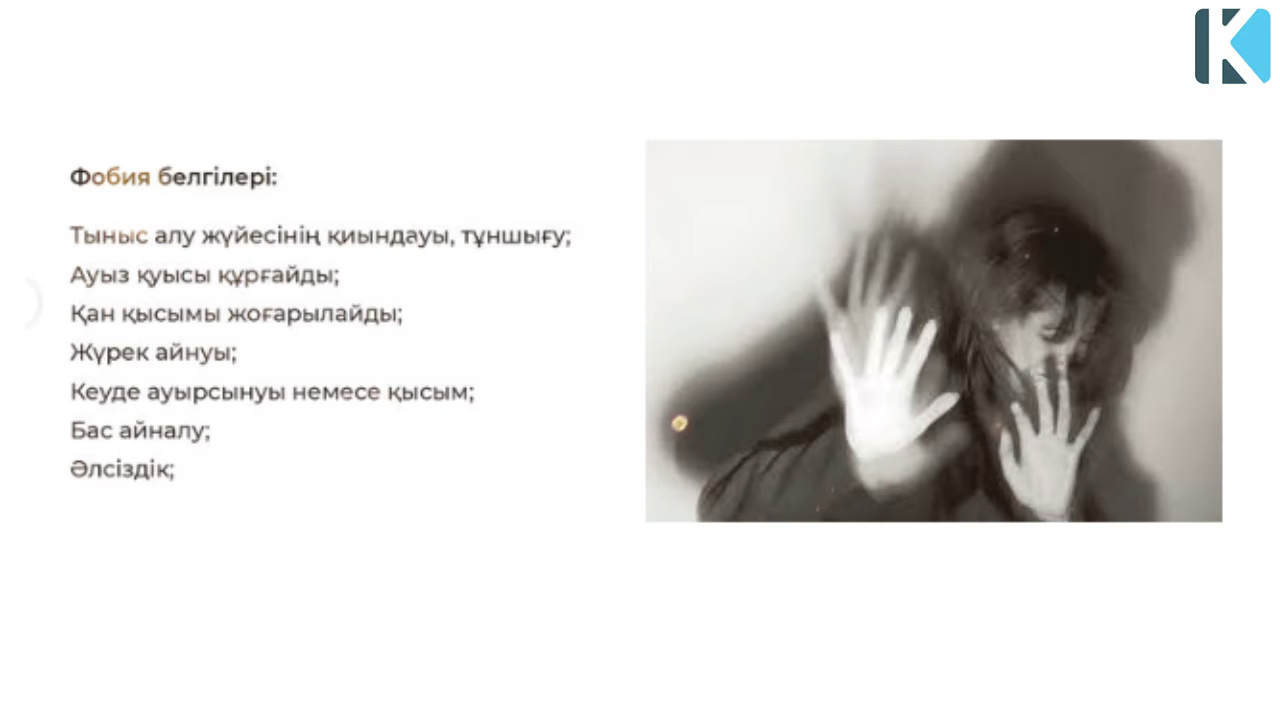 Фобия белгілері:
Тыныс алу жүйесінің қиындауы, тұншығу;
Ауыз қуысы құрғайды;
Қан қысымы жоғарылайды;
Жүрек айнуы;
Кеуде ауырсынуы немесе қысым;
Бас айналу;
Әлсіздік;